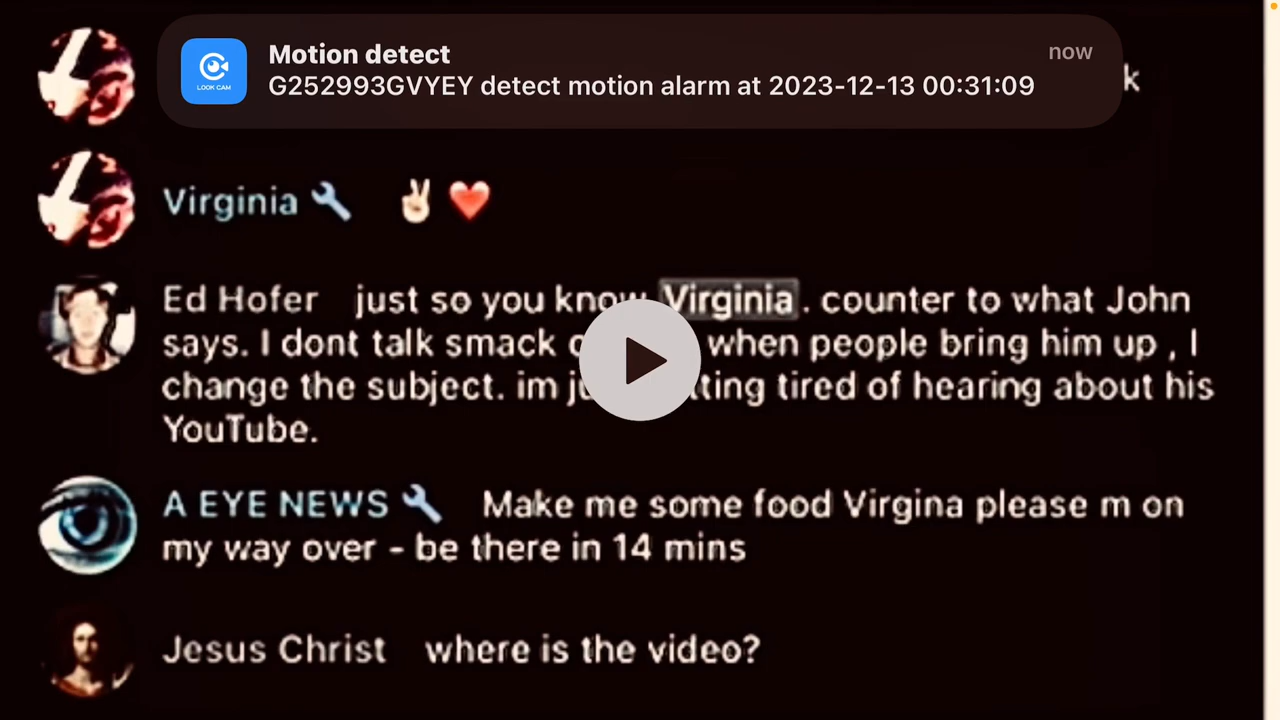 Motion detect
now
LOOK CAM
G252993GVYEY detect motion alarm at 2023-12-13 00:31:09
k
Virginia 🔧 ✌🏻❤️
Ed Hofer just so you know Virginia . counter to what John
says. I dont talk smack when people bring him up , I
change the subject. im tired of hearing about his
YouTube.
A EYE NEWS 🔧 Make me some food Virgina please m on
my way over - be there in 14 mins
Jesus Christ where is the video?